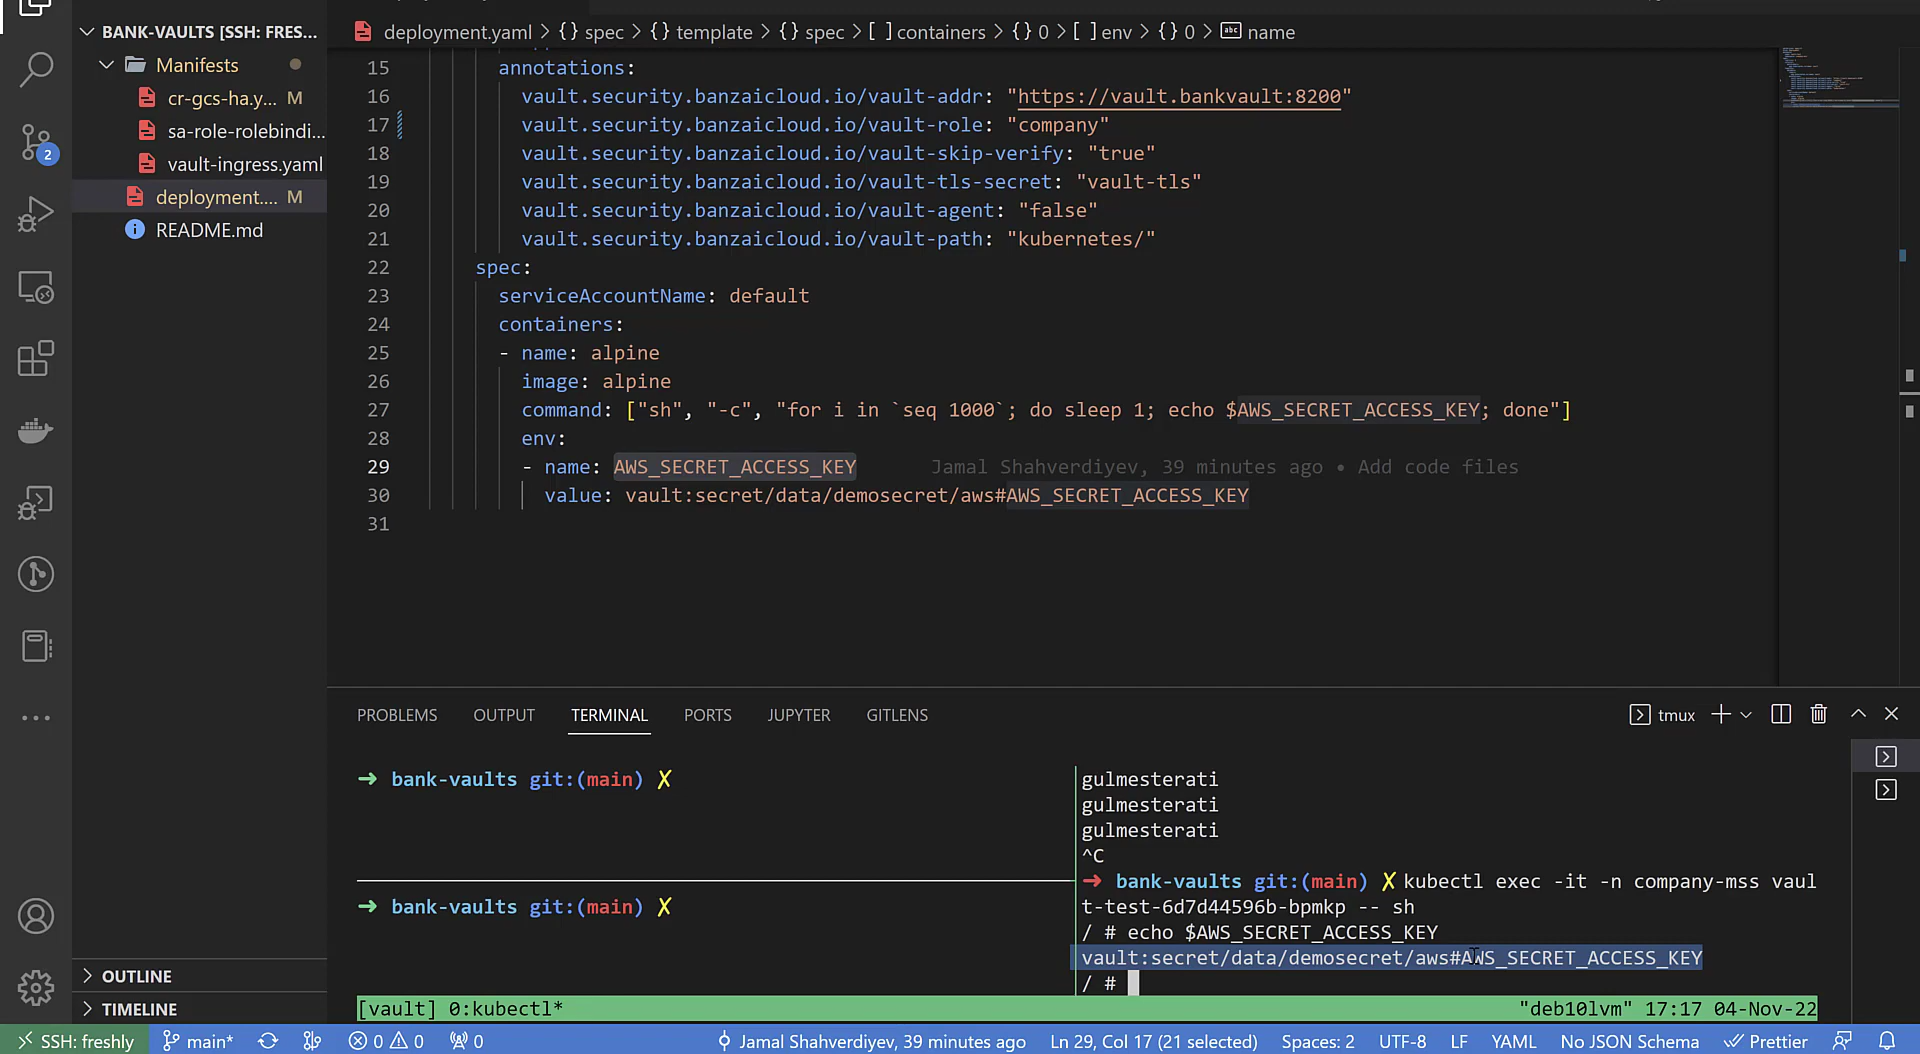 BANK-VAULTS [SSH: FRES...
Manifests
cr-gcs-ha.y... M
sa-role-rolebindi...
vault-ingress.yaml
deployment.... M
README.md
2
OUTLINE
TIMELINE
deployment.yaml > {} spec > {} template > {} spec > [ ] containers > {} 0 > [ ] env > {} 0 > abc name
15 annotations:
16 vault.security.banzaicloud.io/vault-addr: "https://vault.bankvault:8200"
17 vault.security.banzaicloud.io/vault-role: "company"
18 vault.security.banzaicloud.io/vault-skip-verify: "true"
19 vault.security.banzaicloud.io/vault-tls-secret: "vault-tls"
20 vault.security.banzaicloud.io/vault-agent: "false"
21 vault.security.banzaicloud.io/vault-path: "kubernetes/"
22 spec:
23 serviceAccountName: default
24 containers:
25 - name: alpine
26 image: alpine
27 command: ["sh", "-c", "for i in `seq 1000`; do sleep 1; echo $AWS_SECRET_ACCESS_KEY; done"]
28 env:
29 - name: AWS_SECRET_ACCESS_KEY Jamal Shahverdiyev, 39 minutes ago • Add code files
30 value: vault:secret/data/demosecret/aws#AWS_SECRET_ACCESS_KEY
31
PROBLEMS OUTPUT TERMINAL PORTS JUPYTER GITLENS
tmux
➜ bank-vaults git:(main) ✗
➜ bank-vaults git:(main) ✗
gulmesterati
gulmesterati
gulmesterati
^C
➜ bank-vaults git:(main) ✗ kubectl exec -it -n company-mss vaul
t-test-6d7d44596b-bpmkp -- sh
/ # echo $AWS_SECRET_ACCESS_KEY
vault:secret/data/demosecret/aws#AWS_SECRET_ACCESS_KEY
/ #
[vault] 0:kubectl* "deb10lvm" 17:17 04-Nov-22
SSH: freshly main* 0 0 0 Jamal Shahverdiyev, 39 minutes ago Ln 29, Col 17 (21 selected) Spaces: 2 UTF-8 LF YAML No JSON Schema Prettier